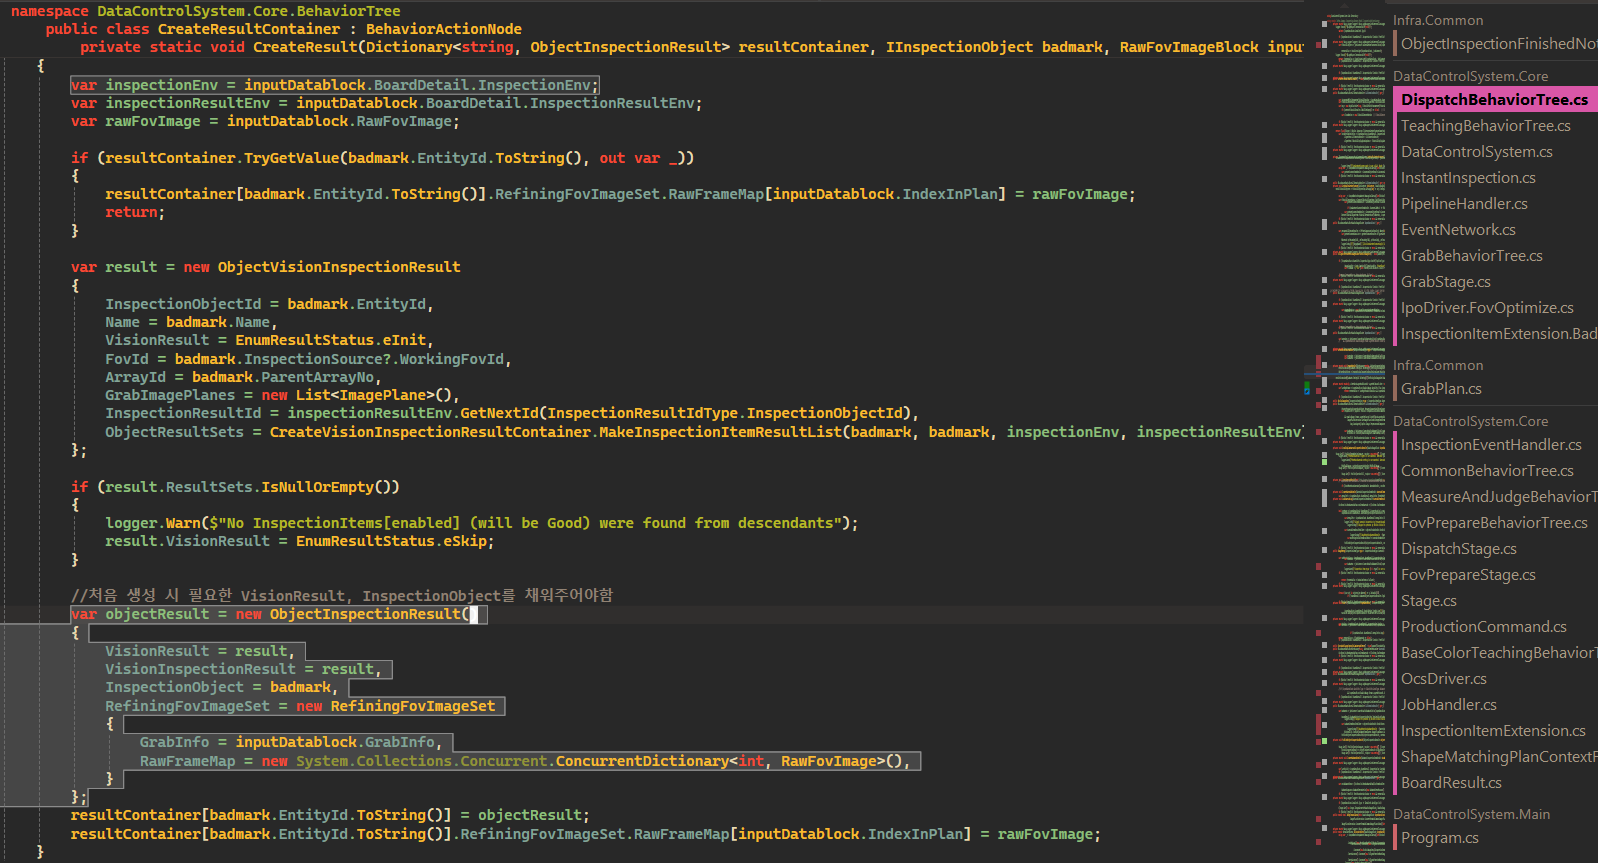 namespace DataControlSystem.Core.BehaviorTree
public class CreateResultContainer : BehaviorActionNode
private static void CreateResult(Dictionary<string, ObjectInspectionResult> resultContainer, IInspectionObject badmark, RawFovImageBlock inpu
{
var inspectionEnv = inputDatablock.BoardDetail.InspectionEnv;
var inspectionResultEnv = inputDatablock.BoardDetail.InspectionResultEnv;
var rawFovImage = inputDatablock.RawFovImage;
if (resultContainer.TryGetValue(badmark.EntityId.ToString(), out var _))
{
resultContainer[badmark.EntityId.ToString()].RefiningFovImageSet.RawFrameMap[inputDatablock.IndexInPlan] = rawFovImage;
return;
}
var result = new ObjectVisionInspectionResult
{
InspectionObjectId = badmark.EntityId,
Name = badmark.Name,
VisionResult = EnumResultStatus.eInit,
FovId = badmark.InspectionSource?.WorkingFovId,
ArrayId = badmark.ParentArrayNo,
GrabImagePlanes = new List<ImagePlane>(),
InspectionResultId = inspectionResultEnv.GetNextId(InspectionResultIdType.InspectionObjectId),
ObjectResultSets = CreateVisionInspectionResultContainer.MakeInspectionItemResultList(badmark, badmark, inspectionEnv, inspectionResultEnv)
};
if (result.ResultSets.IsNullOrEmpty())
{
logger.Warn($"No InspectionItems[enabled] (will be Good) were found from descendants");
result.VisionResult = EnumResultStatus.eSkip;
}
//처음 생성 시 필요한 VisionResult, InspectionObject를 채워주어야함
var objectResult = new ObjectInspectionResult()
{
VisionResult = result,
VisionInspectionResult = result,
InspectionObject = badmark,
RefiningFovImageSet = new RefiningFovImageSet
{
GrabInfo = inputDatablock.GrabInfo,
RawFrameMap = new System.Collections.Concurrent.ConcurrentDictionary<int, RawFovImage>(),
}
};
resultContainer[badmark.EntityId.ToString()] = objectResult;
resultContainer[badmark.EntityId.ToString()].RefiningFovImageSet.RawFrameMap[inputDatablock.IndexInPlan] = rawFovImage;
}
Infra.Common
ObjectInspectionFinishedNot
DataControlSystem.Core
DispatchBehaviorTree.cs
TeachingBehaviorTree.cs
DataControlSystem.cs
InstantInspection.cs
PipelineHandler.cs
EventNetwork.cs
GrabBehaviorTree.cs
GrabStage.cs
IpoDriver.FovOptimize.cs
InspectionItemExtension.Bad
Infra.Common
GrabPlan.cs
DataControlSystem.Core
InspectionEventHandler.cs
CommonBehaviorTree.cs
MeasureAndJudgeBehaviorT
FovPrepareBehaviorTree.cs
DispatchStage.cs
FovPrepareStage.cs
Stage.cs
ProductionCommand.cs
BaseColorTeachingBehaviorT
OcsDriver.cs
JobHandler.cs
InspectionItemExtension.cs
ShapeMatchingPlanContextF
BoardResult.cs
DataControlSystem.Main
Program.cs